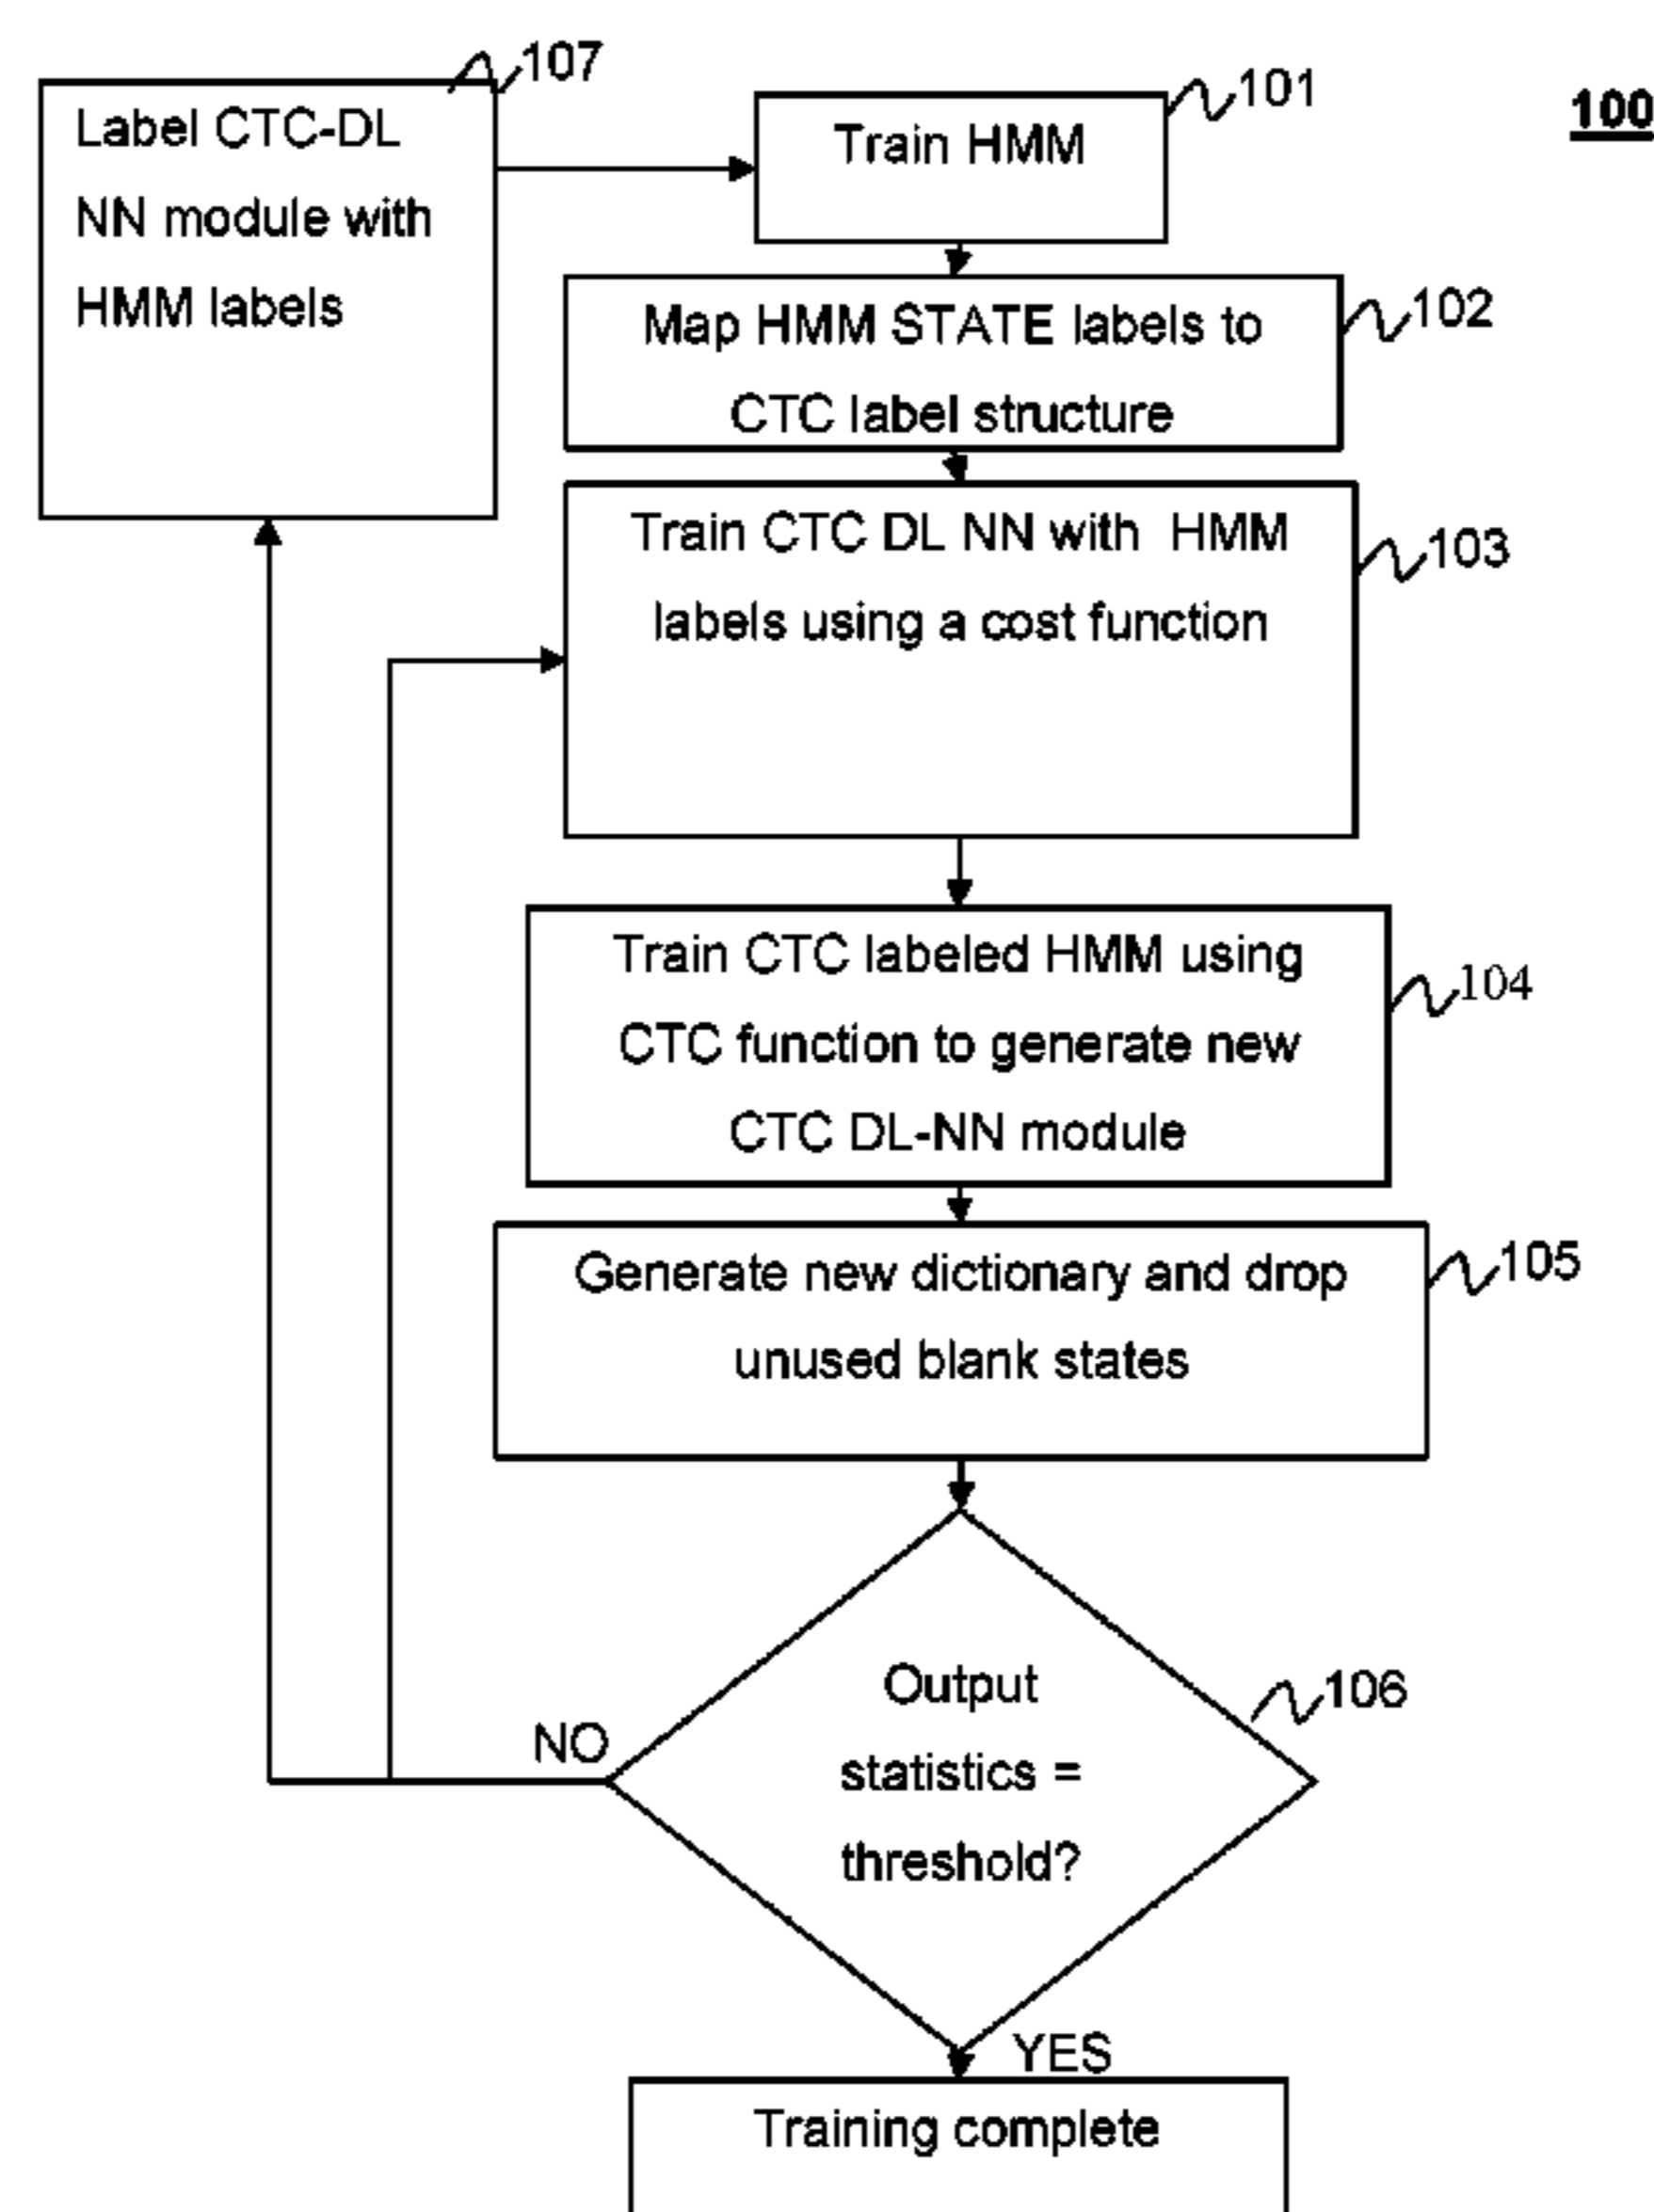 107
Label CTC-DL
NN module with
HMM labels
101
Train HMM
100
102
Map HMM STATE labels to
CTC label structure
103
Train CTC DL NN with HMM
labels using a cost function
104
Train CTC labeled HMM using
CTC function to generate new
CTC DL-NN module
105
Generate new dictionary and drop
unused blank states
106
Output
statistics =
threshold?
NO
YES
Training complete